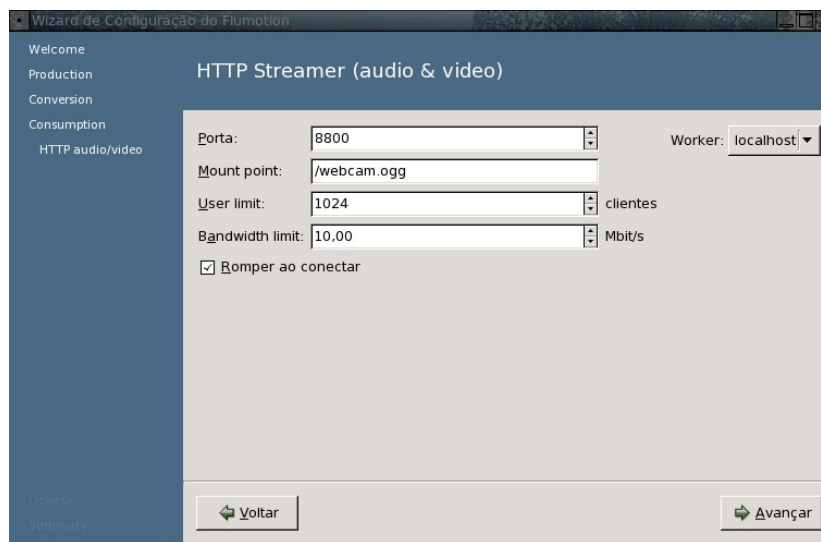 Wizard de Configuração do Flumotion
Welcome
Production
Conversion
Consumption
HTTP audio/video
License
Summary
HTTP Streamer (audio & video)
Porta: 8800 Worker: localhost
Mount point: /webcam.ogg
User limit: 1024 clientes
Bandwidth limit: 10,00 Mbit/s
Romper ao conectar
Voltar Avançar